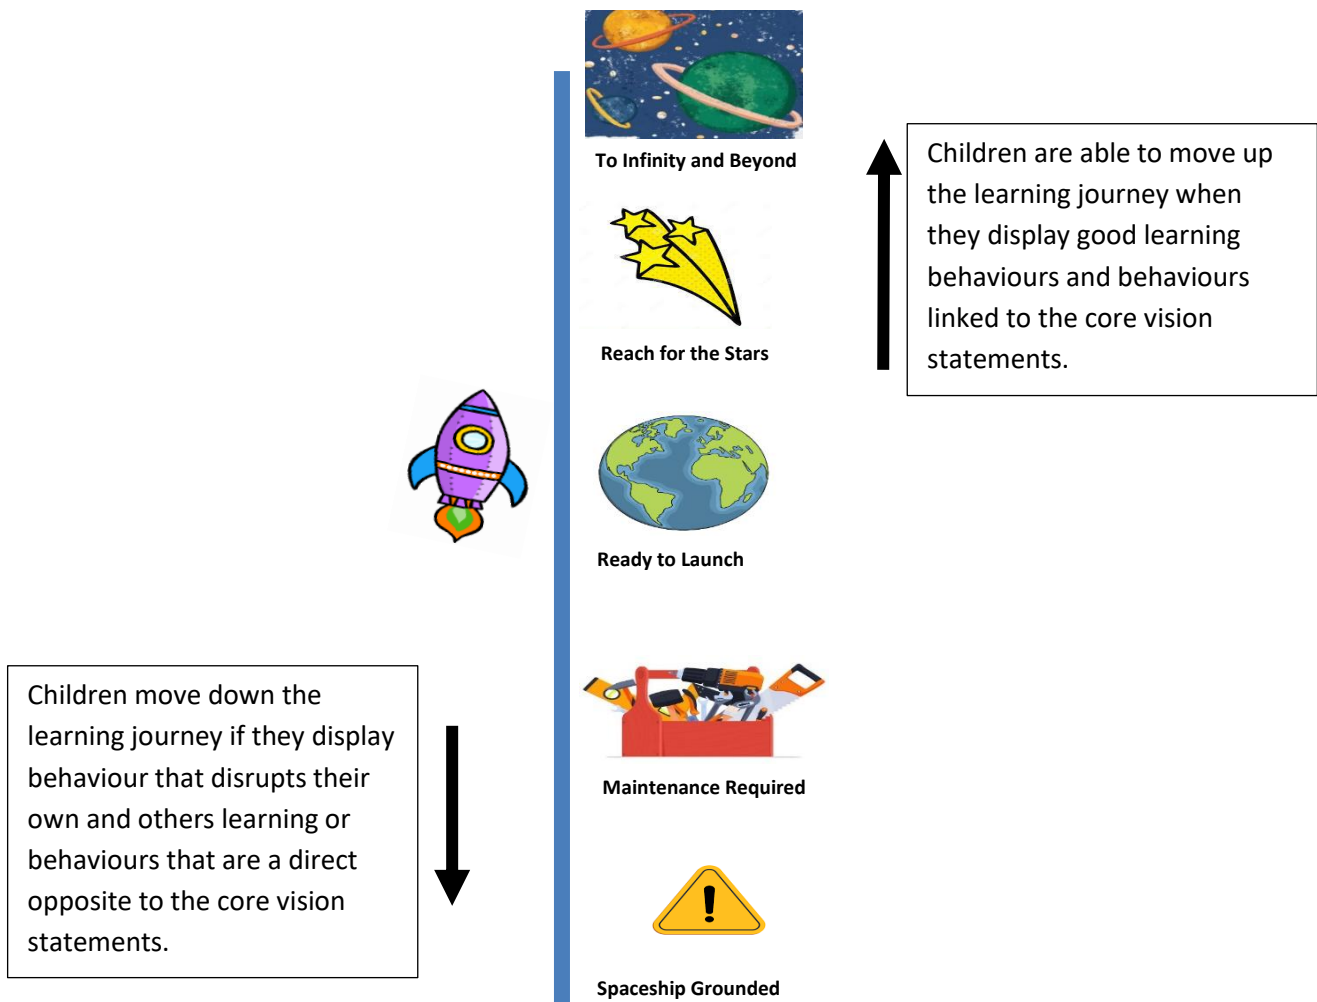 To Infinity and Beyond
Children are able to move up
the learning journey when
they display good learning
behaviours and behaviours
linked to the core vision
statements.
Reach for the Stars
Ready to Launch
Children move down the
learning journey if they display
behaviour that disrupts their
own and others learning or
behaviours that are a direct
opposite to the core vision
statements.
Maintenance Required
Spaceship Grounded